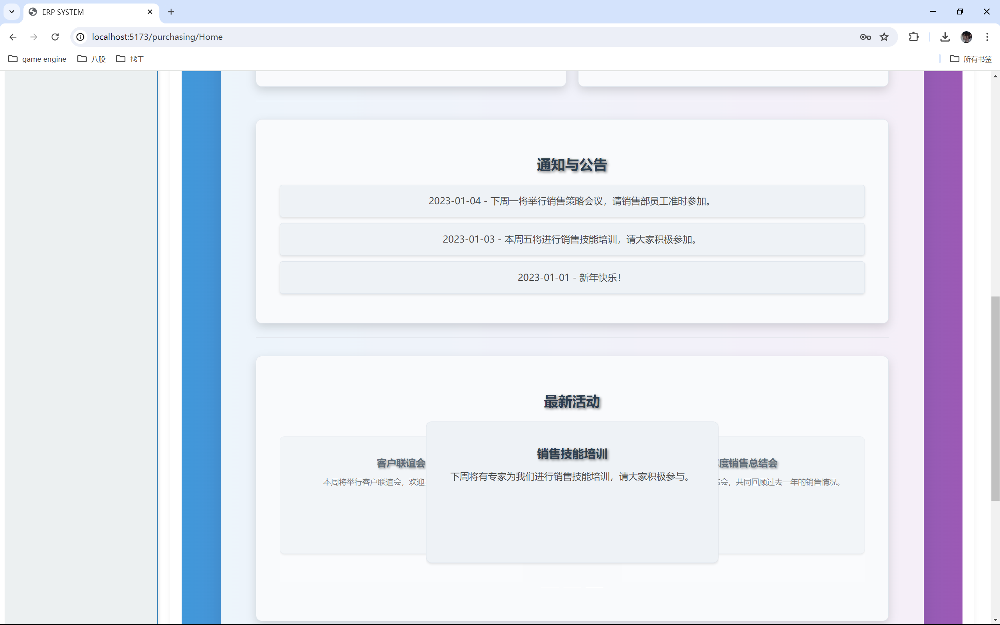 ERP SYSTEM
localhost:5173/purchasing/Home
game engine 八股 找工 所有书签
通知与公告
2023-01-04 - 下周一将举行销售策略会议，请销售部员工准时参加。
2023-01-03 - 本周五将进行销售技能培训，请大家积极参加。
2023-01-01 - 新年快乐！
最新活动
客户联谊会
本周将举行客户联谊会，欢迎
销售技能培训
下周将有专家为我们进行销售技能培训，请大家积极参与。
度销售总结会
会，共同回顾过去一年的销售情况。